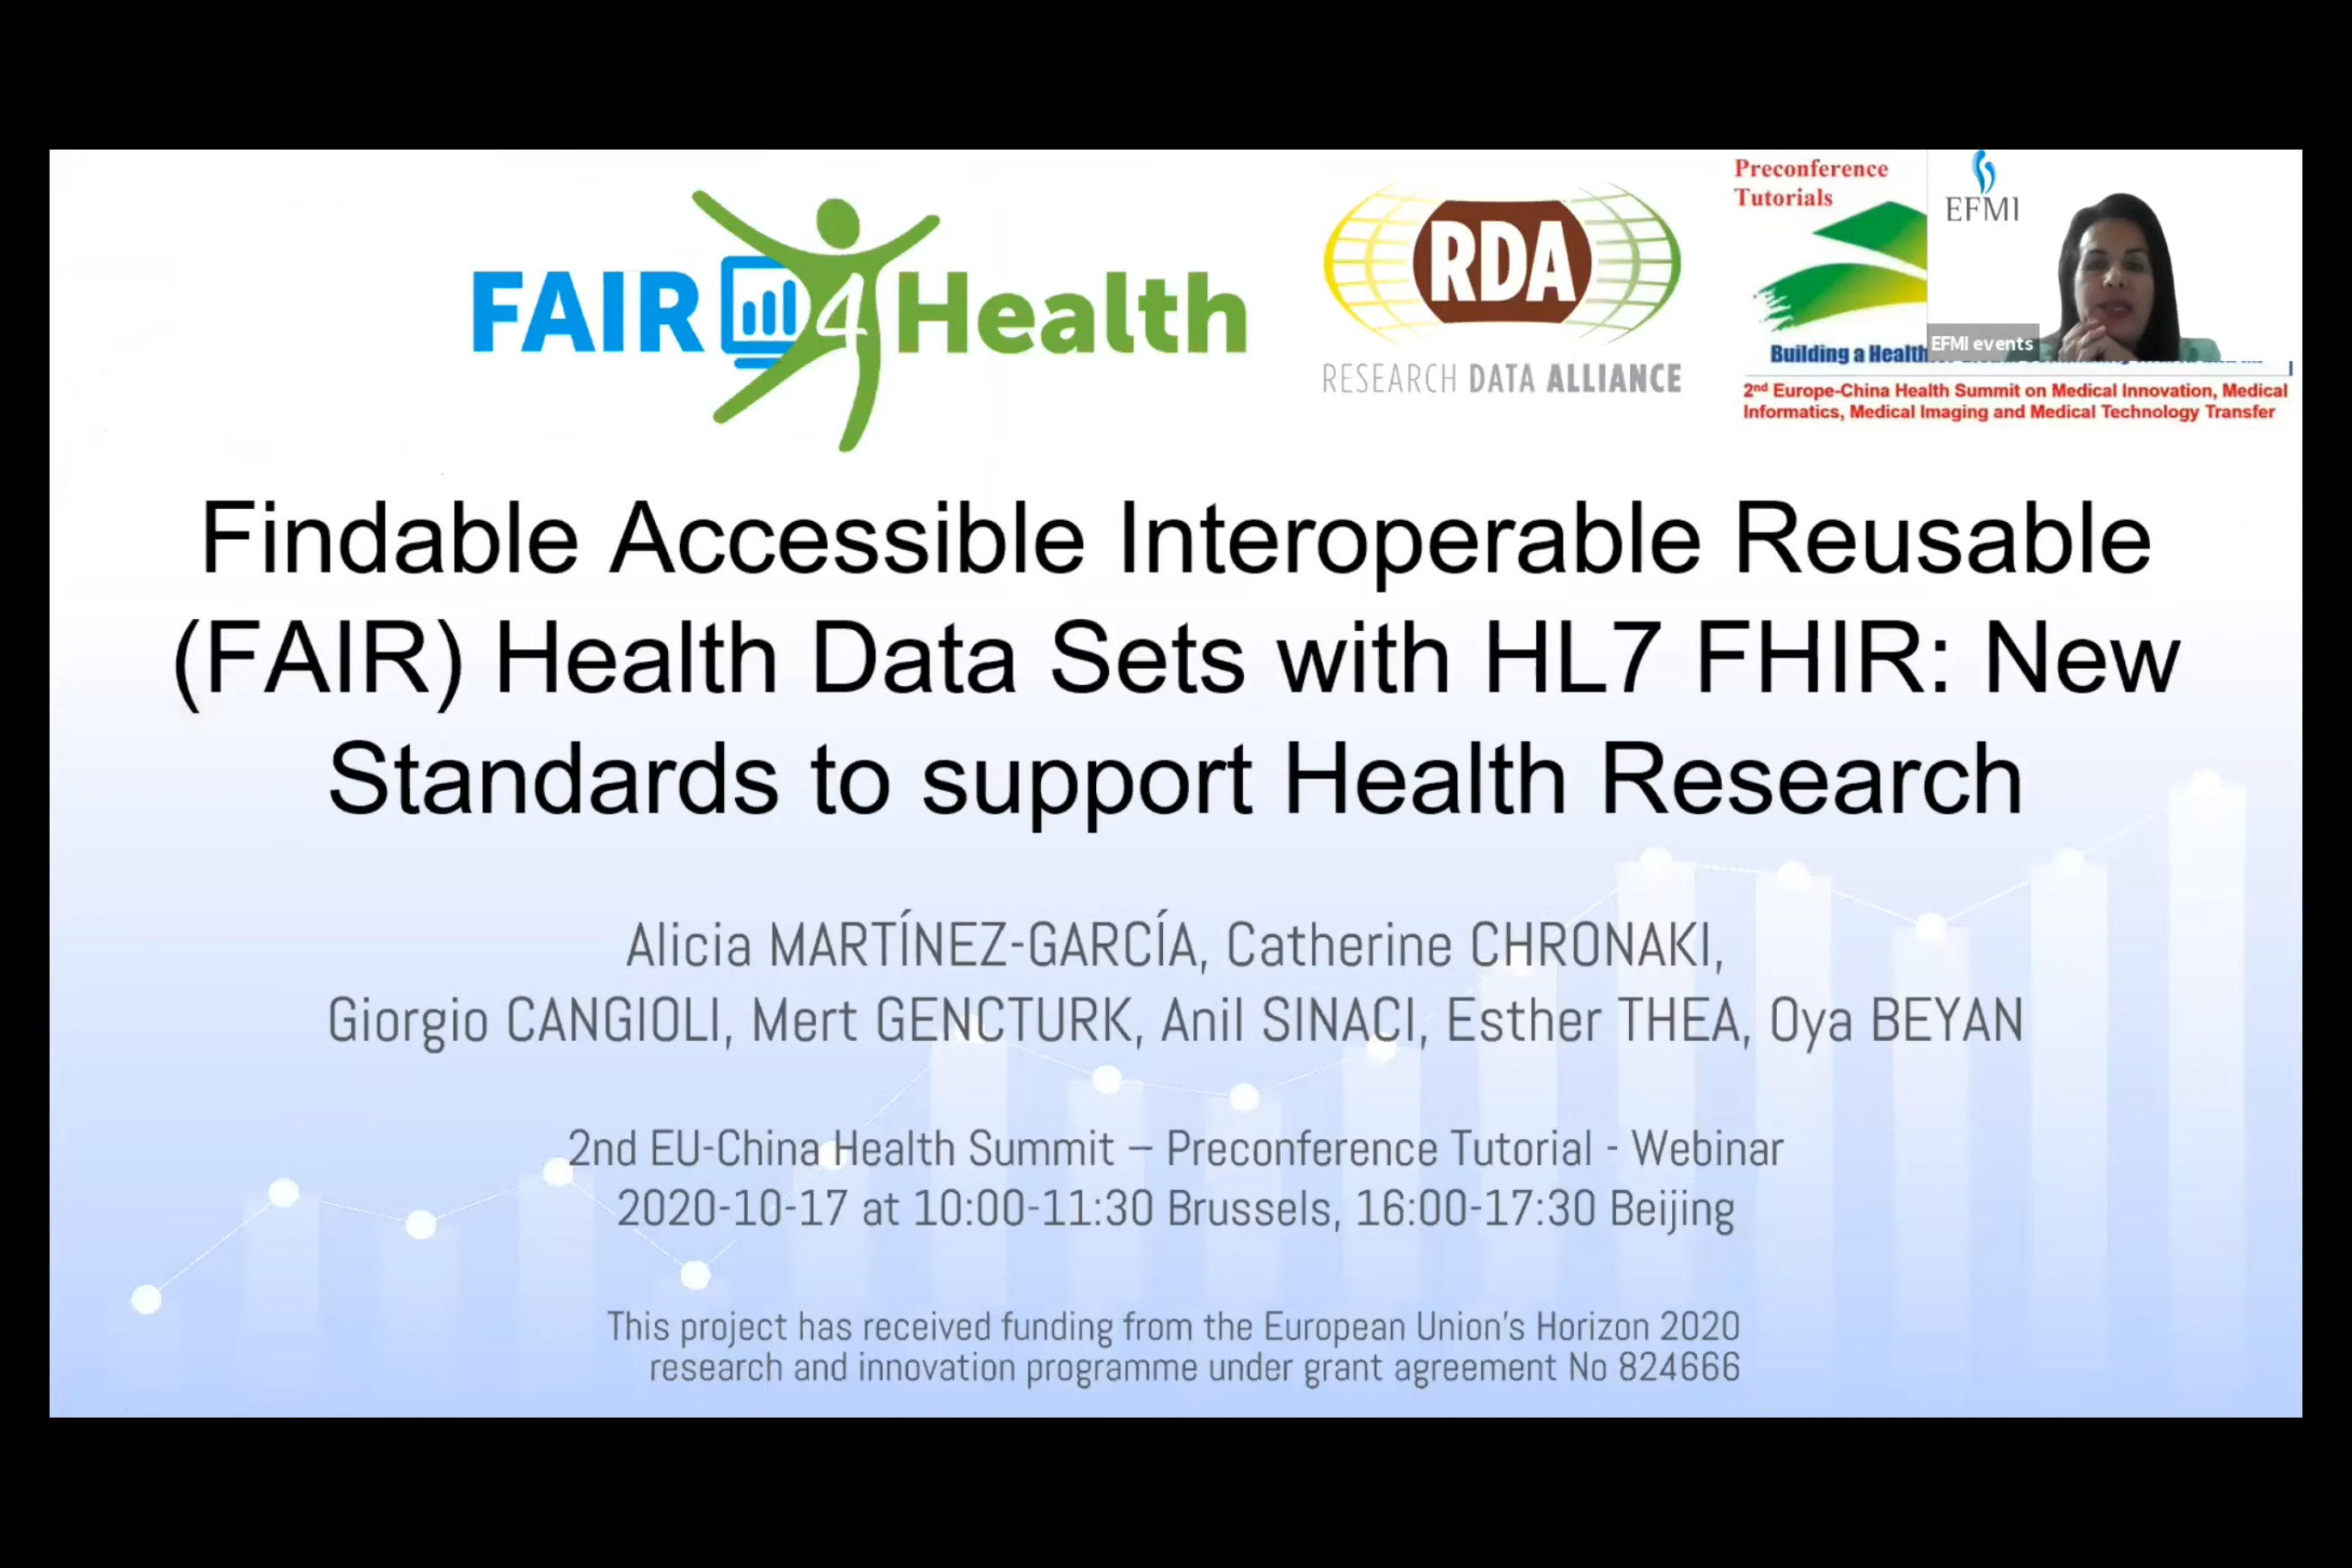 FAIR 4 Health
RDA
RESEARCH DATA ALLIANCE
Preconference
Tutorials
EFMI
EFMI events
Building a
2nd Europe-China Health Summit on Medical Innovation, Medical
Informatics, Medical Imaging and Medical Technology Transfer
Findable Accessible Interoperable Reusable
(FAIR) Health Data Sets with HL7 FHIR: New
Standards to support Health Research
Alicia MARTÍNEZ-GARCÍA, Catherine CHRONAKI,
Giorgio CANGIOLI, Mert GENCTURK, Anil SINACI, Esther THEA, Oya BEYAN
2nd EU-China Health Summit – Preconference Tutorial - Webinar
2020-10-17 at 10:00-11:30 Brussels, 16:00-17:30 Beijing
This project has received funding from the European Union's Horizon 2020
research and innovation programme under grant agreement No 824666